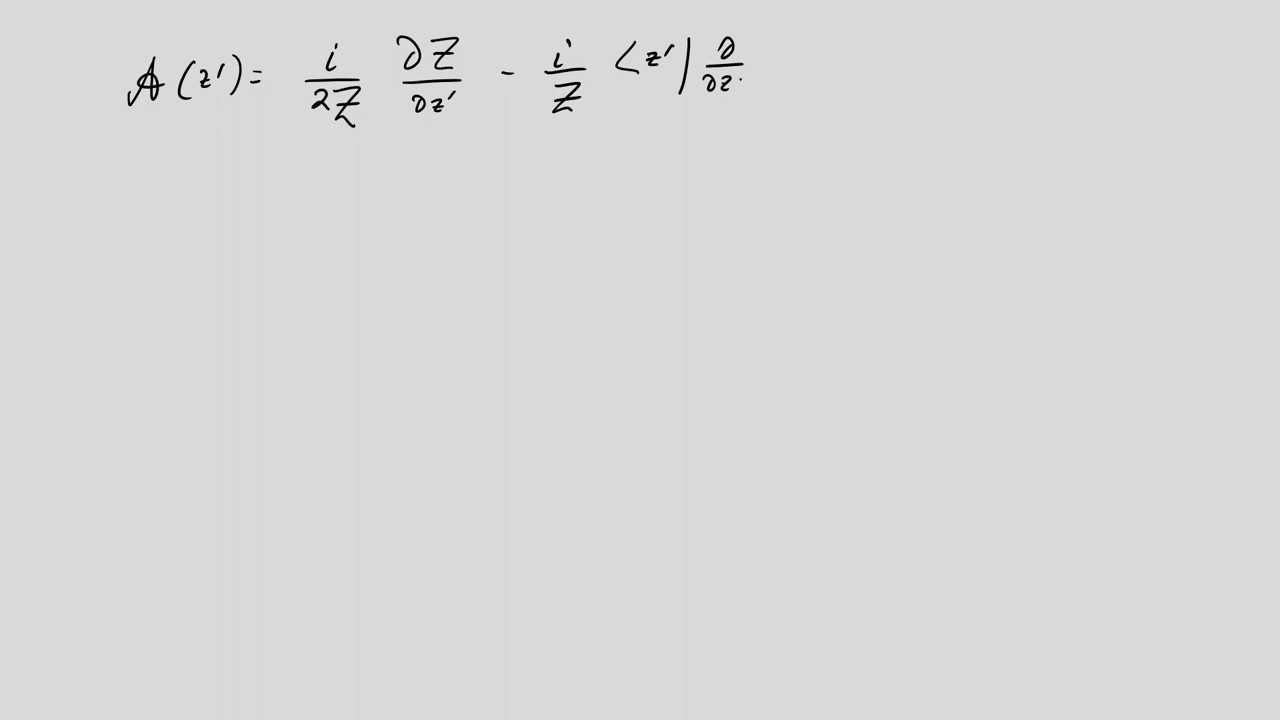 A(z') = i/2Z ∂Z/∂z' - i/Z <z'| ∂/∂z